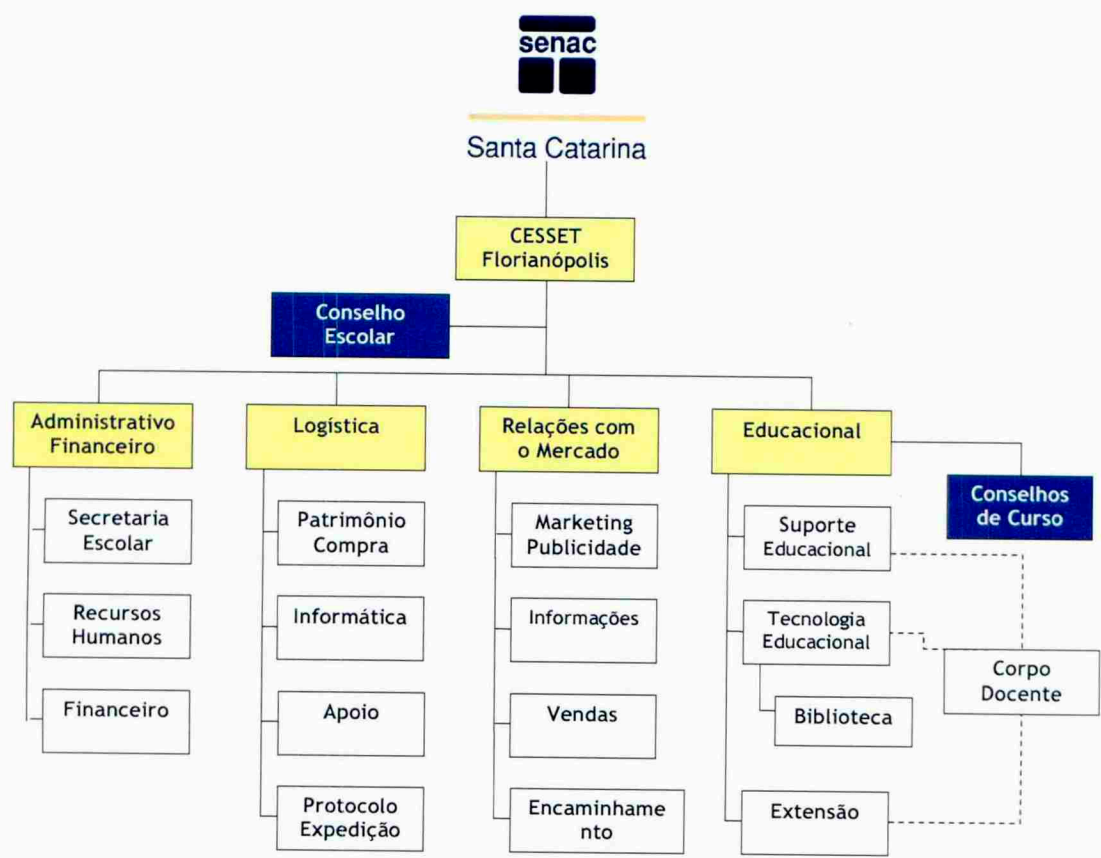 senac
Santa Catarina
CESSET
Florianópolis
Conselho
Escolar
Administrativo
Financeiro
Logística
Relações com
o Mercado
Educacional
Conselhos
de Curso
Secretaria
Escolar
Patrimônio
Compra
Marketing
Publicidade
Suporte
Educacional
Recursos
Humanos
Informática
Informações
Tecnologia
Educacional
Corpo
Docente
Financeiro
Apoio
Vendas
Biblioteca
Protocolo
Expedição
Encaminhame
nto
Extensão